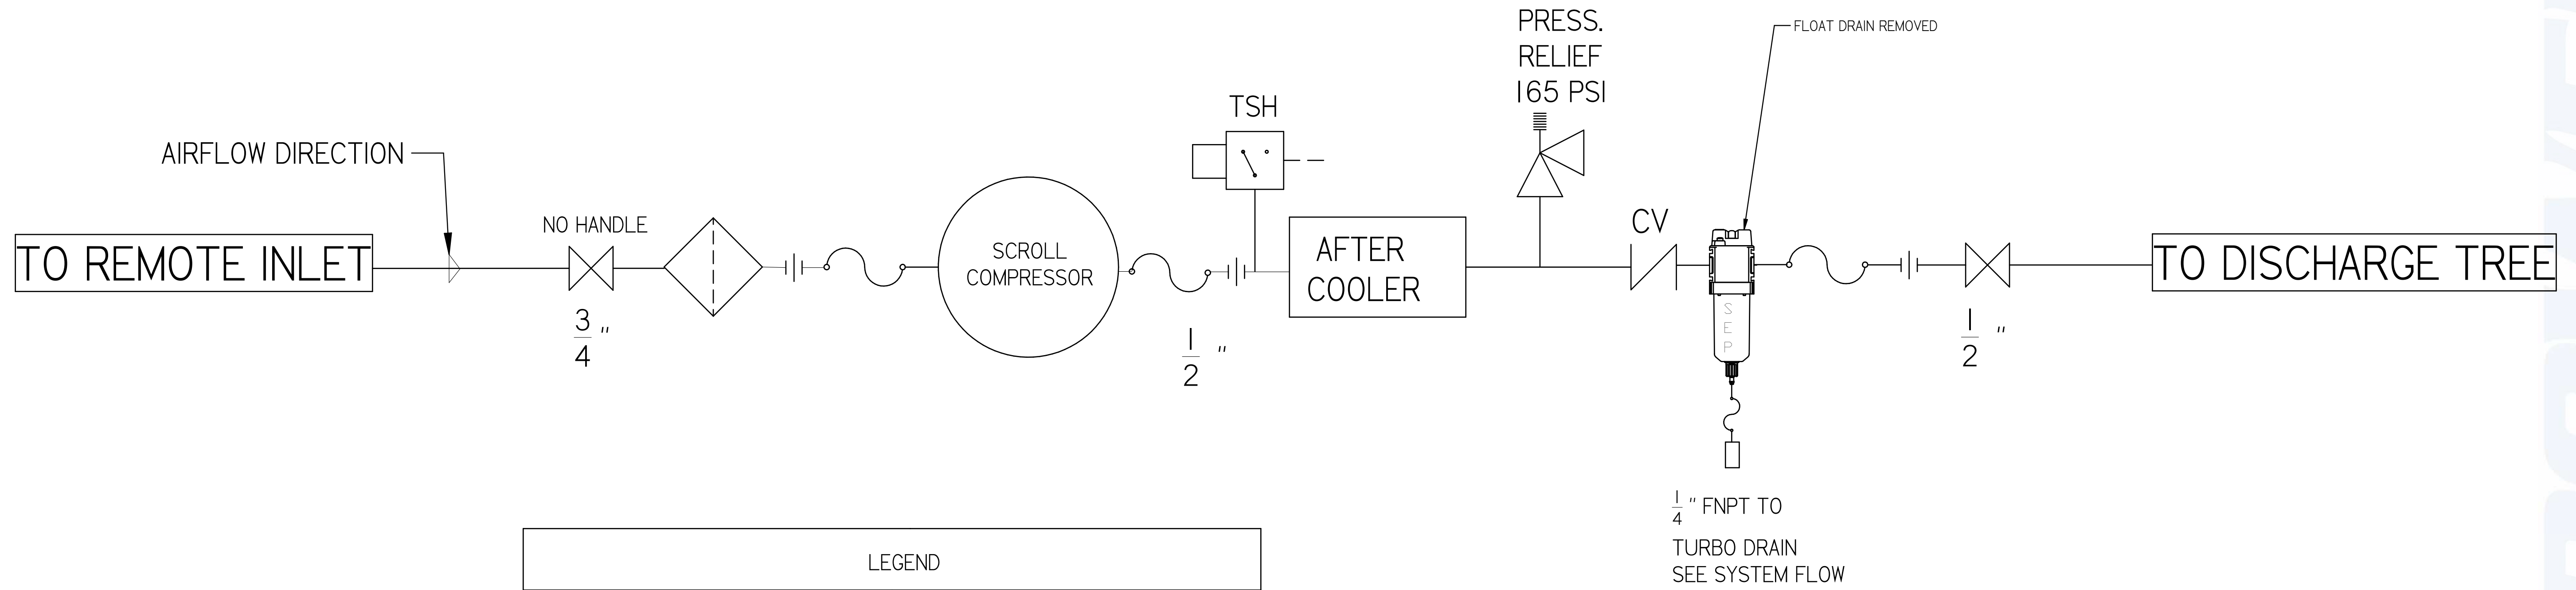 PRESS.
RELIEF
165 PSI
FLOAT DRAIN REMOVED
TSH
AIRFLOW DIRECTION
NO HANDLE
CV
TO REMOTE INLET
SCROLL
COMPRESSOR
AFTER
COOLER
TO DISCHARGE TREE
S
E
P
3/4 "
1/2 "
1/2 "
1/4 " FNPT TO
TURBO DRAIN
SEE SYSTEM FLOW
LEGEND